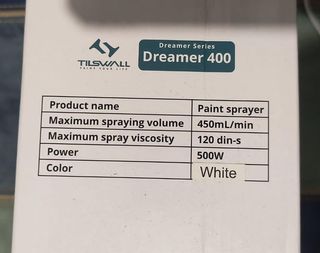 Dreamer Series
Dreamer 400
TILSWALL
PAINT YOUR LIFE
Product name Paint sprayer
Maximum spraying volume 450mL/min
Maximum spray viscosity 120 din-s
Power 500W
Color White